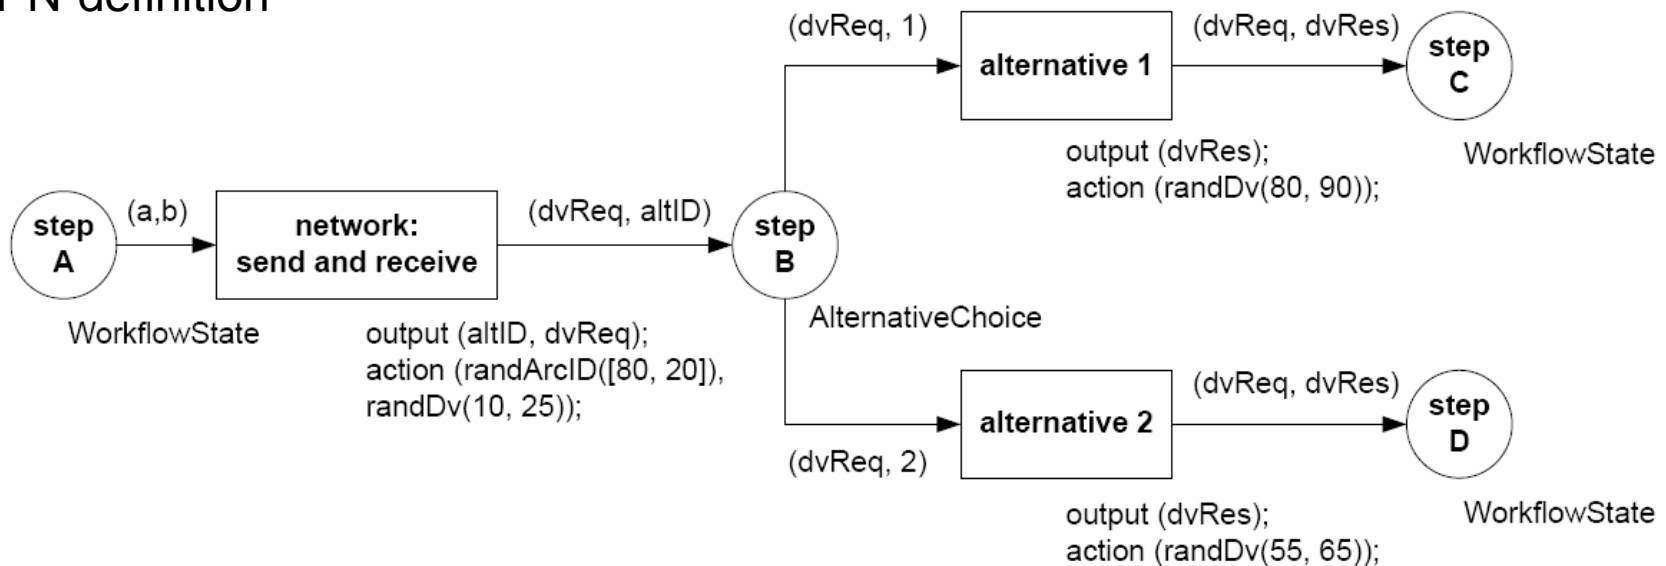 PN definition
(dvReq, 1)
alternative 1
(dvReq, dvRes)
step
C
output (dvRes);
action (randDv(80, 90));
WorkflowState
step
A
(a,b)
network:
send and receive
(dvReq, altID)
step
B
WorkflowState
output (altID, dvReq);
action (randArcID([80, 20]),
randDv(10, 25));
AlternativeChoice
(dvReq, 2)
alternative 2
(dvReq, dvRes)
step
D
output (dvRes);
action (randDv(55, 65));
WorkflowState